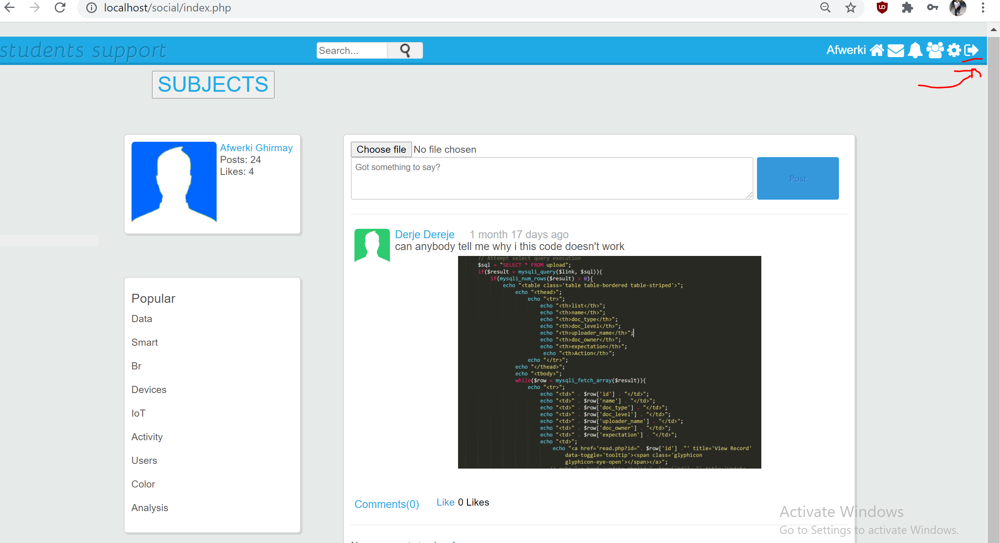 localhost/social/index.php
students support
Search...
Afwerki
SUBJECTS
Afwerki Ghirmay
Posts: 24
Likes: 4
Choose file No file chosen
Got something to say?
Post
Derje Dereje 1 month 17 days ago
can anybody tell me why i this code doesn't work
// Attempt select query execution
$sql = "SELECT * FROM upload";
if($result = mysqli_query($link, $sql)){
if(mysqli_num_rows($result) > 0){
echo "<table class='table table-bordered table-striped'>";
echo "<thead>";
echo "<tr>";
echo "<th>list</th>";
echo "<th>name</th>";
echo "<th>doc_type</th>";
echo "<th>doc_level</th>";
echo "<th>uploader_name</th>";
echo "<th>doc_owner</th>";
echo "<th>expectation</th>";
echo "<th>Action</th>";
echo "</tr>";
echo "</thead>";
echo "<tbody>";
while($row = mysqli_fetch_array($result)){
echo "<tr>";
echo "<td>" . $row['id'] . "</td>";
echo "<td>" . $row['name'] . "</td>";
echo "<td>" . $row['doc_type'] . "</td>";
echo "<td>" . $row['doc_level'] . "</td>";
echo "<td>" . $row['uploader_name'] . "</td>";
echo "<td>" . $row['doc_owner'] . "</td>";
echo "<td>" . $row['expectation'] . "</td>";
echo "<td>";
echo "<a href='read.php?id=". $row['id'] ."' title='View Record'
data-toggle='tooltip'><span class='glyphicon
glyphicon-eye-open'></span></a>";
Comments(0) Like 0 Likes
Popular
Data
Smart
Br
Devices
IoT
Activity
Users
Color
Analysis
Activate Windows
Go to Settings to activate Windows.